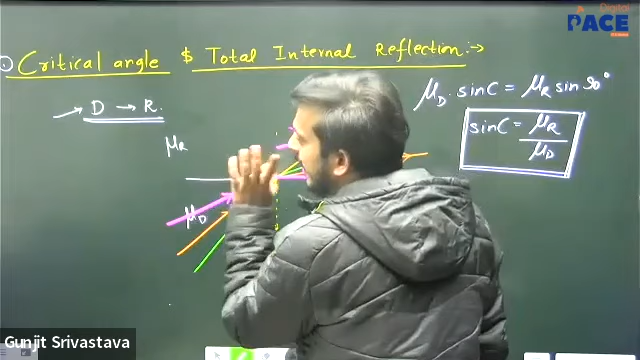 Digital
PACE
Critical angle $ Total Internal Reflection:→
→ D → R.
μR
μD
μD . sinC = μR sin 90°
sinC = μR
μD
Gunjit Srivastava